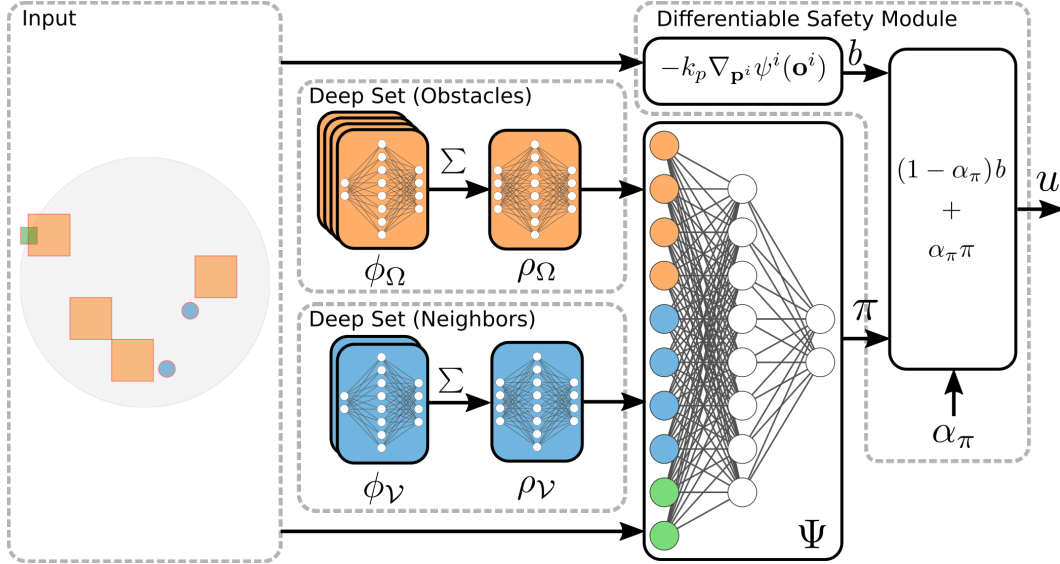 Input
Differentiable Safety Module
−k_p ∇_{𝐩^i} ψ^i(𝐨^i)
b
Deep Set (Obstacles)
Σ
ϕ_Ω
ρ_Ω
(1 − α_π)b
+
α_π π
u
Deep Set (Neighbors)
Σ
ϕ_𝒱
ρ_𝒱
π
α_π
Ψ